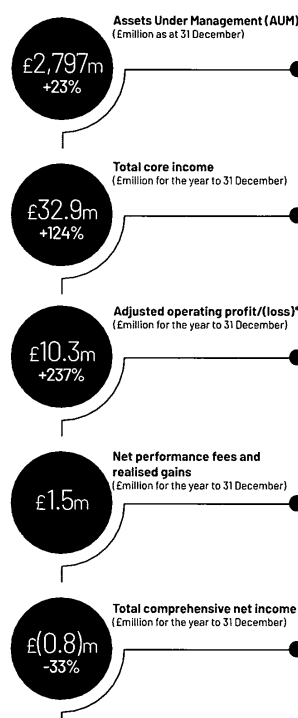 Assets Under Management (AUM)
(£million as at 31 December)
£2,797m
+23%
Total core income
(£million for the year to 31 December)
£32.9m
+124%
Adjusted operating profit/(loss)*
(£million for the year to 31 December)
£10.3m
+237%
Net performance fees and
realised gains
(£million for the year to 31 December)
£1.5m
Total comprehensive net income
(£million for the year to 31 December)
£(0.8)m
-33%